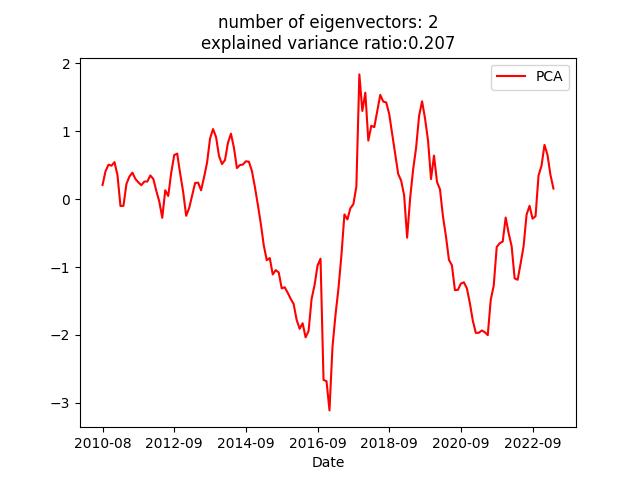 number of eigenvectors: 2
explained variance ratio:0.207
PCA
2
1
0
−1
−2
−3
2010-08 2012-09 2014-09 2016-09 2018-09 2020-09 2022-09
Date